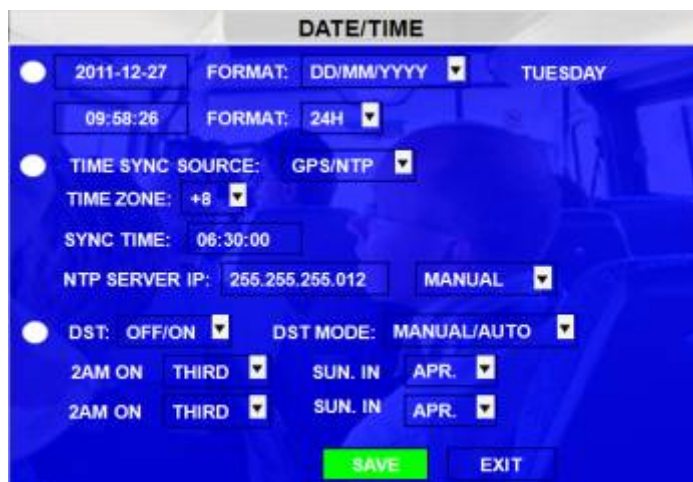 DATE/TIME
2011-12-27 FORMAT: DD/MM/YYYY TUESDAY
09:58:26 FORMAT: 24H
TIME SYNC SOURCE: GPS/NTP
TIME ZONE: +8
SYNC TIME: 06:30:00
NTP SERVER IP: 255.255.255.012 MANUAL
DST: OFF/ON DST MODE: MANUAL/AUTO
2AM ON THIRD SUN. IN APR.
2AM ON THIRD SUN. IN APR.
SAVE EXIT